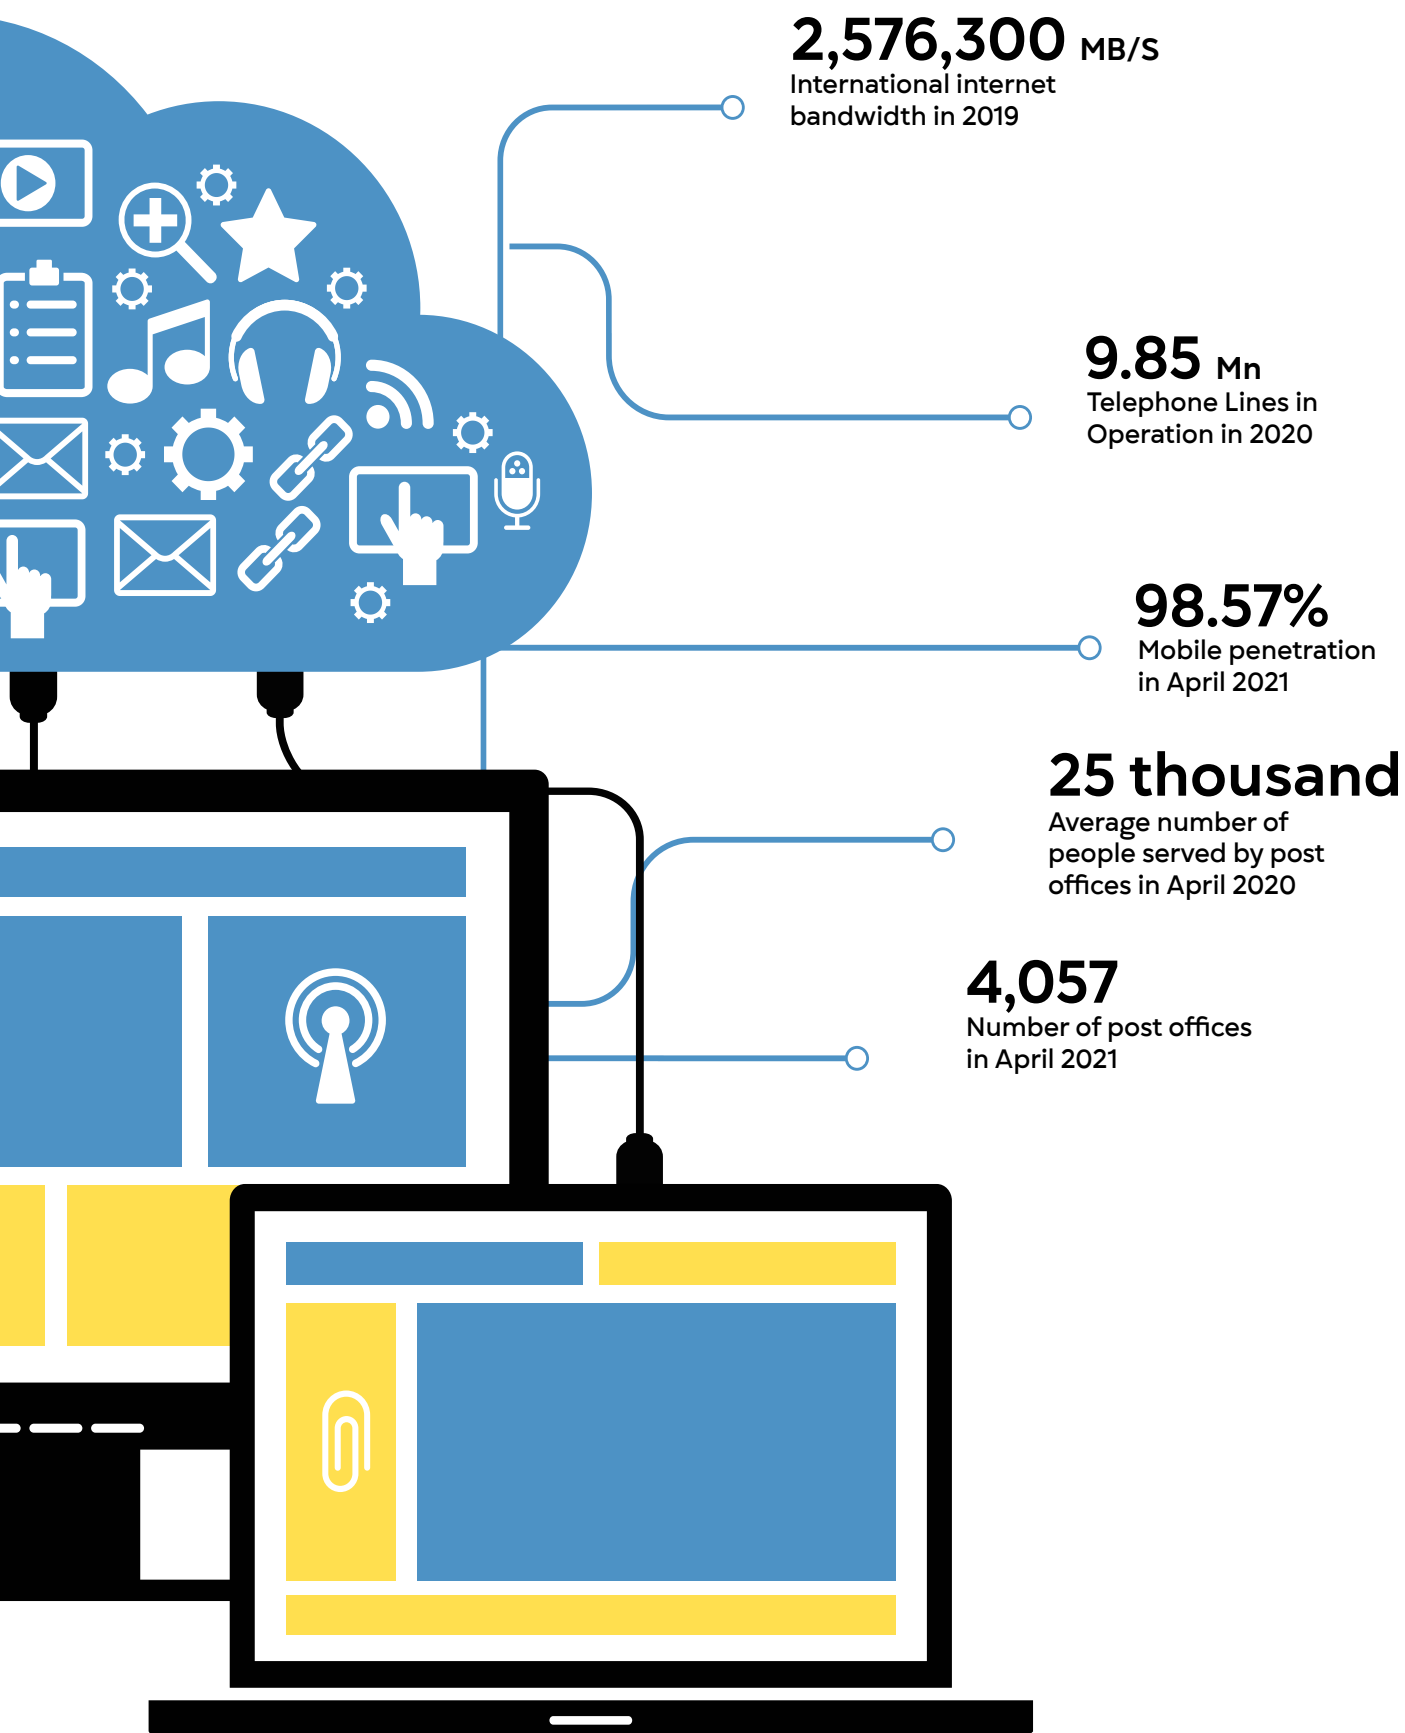 2,576,300 MB/S
International internet
bandwidth in 2019
9.85 Mn
Telephone Lines in
Operation in 2020
98.57%
Mobile penetration
in April 2021
25 thousand
Average number of
people served by post
offices in April 2020
4,057
Number of post offices
in April 2021